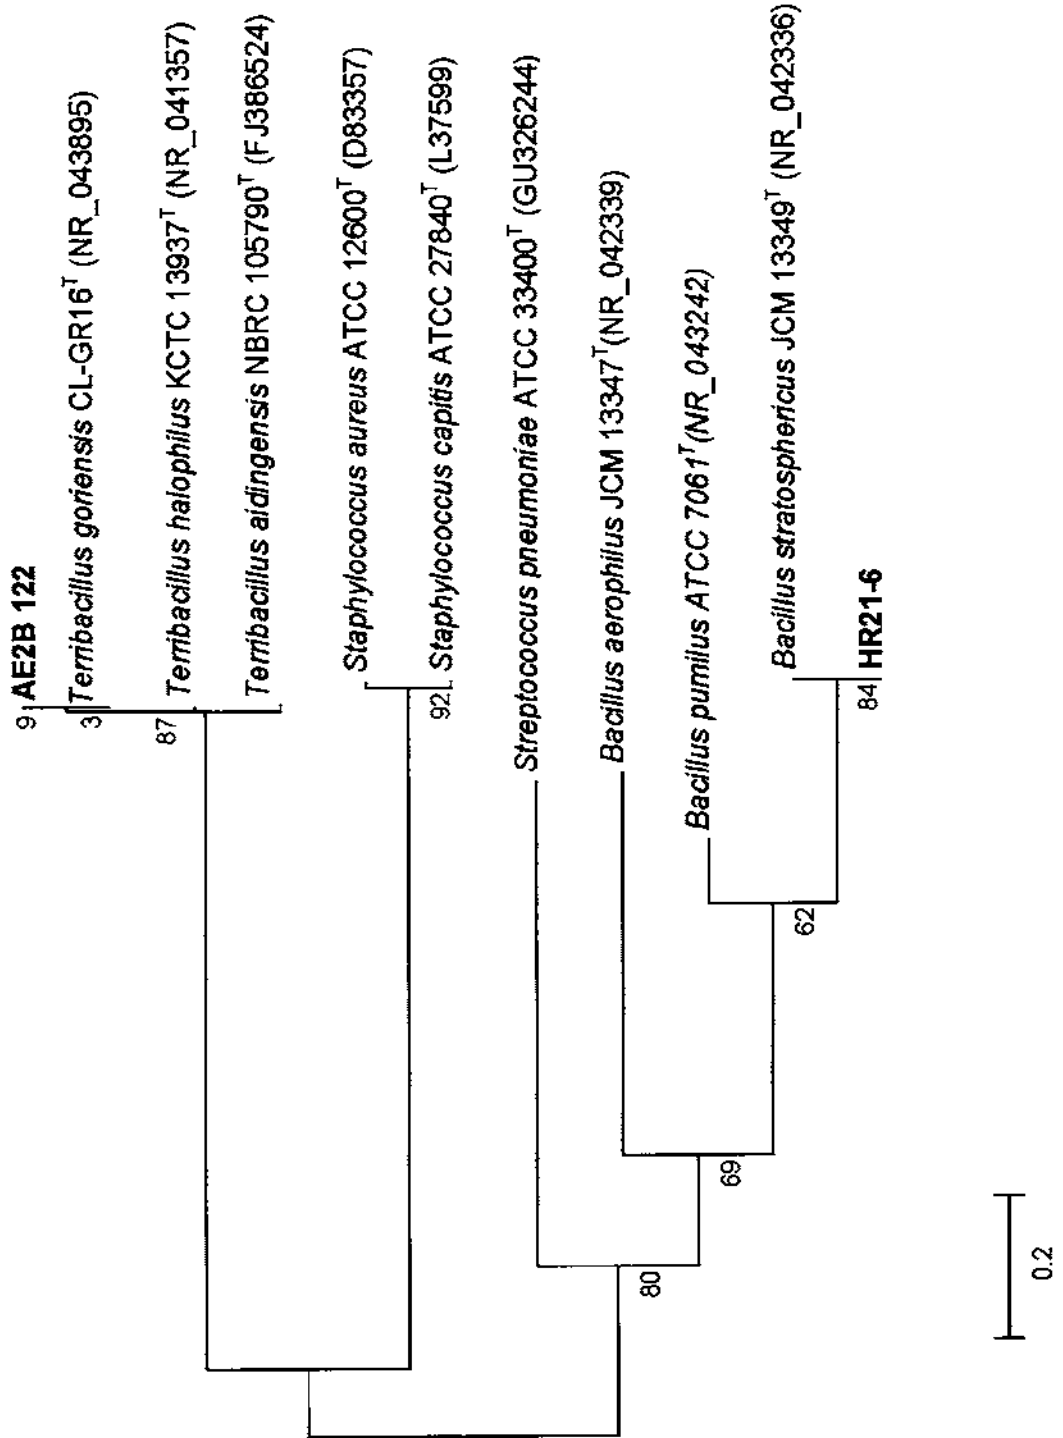 AE2B 122
Terribacillus goriensis CL-GR16ᵀ (NR_043895)
Terribacillus halophilus KCTC 13937ᵀ (NR_041357)
Terribacillus aidingensis NBRC 105790ᵀ (FJ386524)
Staphylococcus aureus ATCC 12600ᵀ (D83357)
Staphylococcus capitis ATCC 27840ᵀ (L37599)
Streptococcus pneumoniae ATCC 33400ᵀ (GU326244)
Bacillus aerophilus JCM 13347ᵀ(NR_042339)
Bacillus pumilus ATCC 7061ᵀ(NR_043242)
Bacillus stratosphericus JCM 13349ᵀ (NR_042336)
HR21-6
9
3
87
92
84
62
69
80
0.2